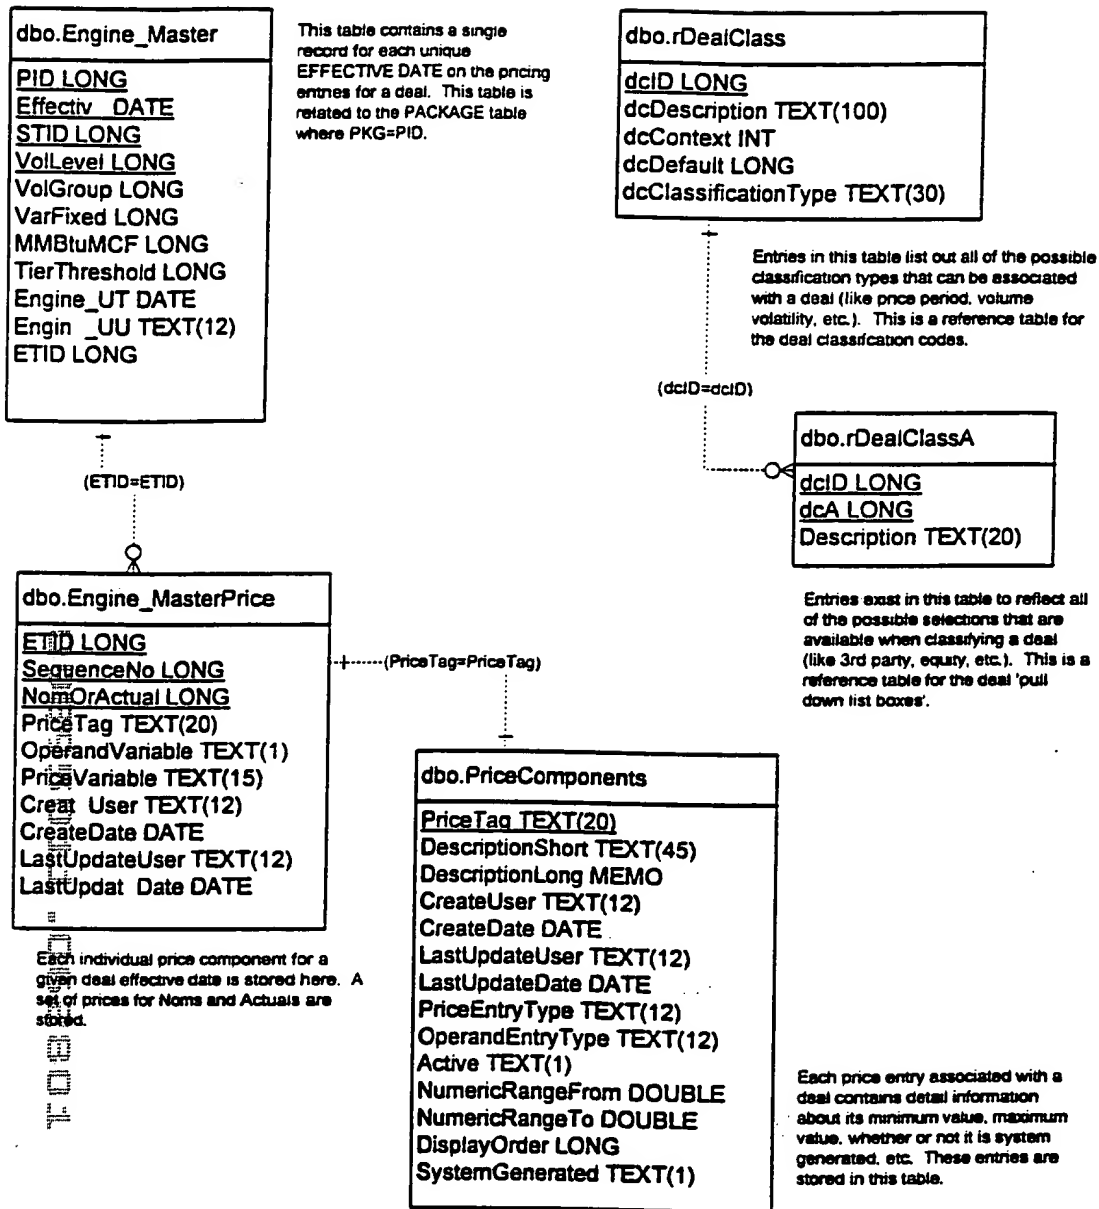 dbo.Engine_Master
PID LONG
Effectiv_ DATE
STID LONG
VolLevel LONG
VolGroup LONG
VarFixed LONG
MMBtuMCF LONG
TierThreshold LONG
Engine_UT DATE
Engin _UU TEXT(12)
ETID LONG
This table contains a single
record for each unique
EFFECTIVE DATE on the pricing
entries for a deal. This table is
related to the PACKAGE table
where PKG=PID.
dbo.rDealClass
dcID LONG
dcDescription TEXT(100)
dcContext INT
dcDefault LONG
dcClassificationType TEXT(30)
Entries in this table list out all of the possible
classification types that can be associated
with a deal (like price period, volume
volatility, etc.). This is a reference table for
the deal classifcation codes.
(dcID=dcID)
dbo.rDealClassA
dcID LONG
dcA LONG
Description TEXT(20)
Entries exist in this table to reflect all
of the possible selections that are
available when classifying a deal
(like 3rd party, equity, etc.). This is a
reference table for the deal 'pull
down list boxes'.
(ETID=ETID)
dbo.Engine_MasterPrice
ETID LONG
SequenceNo LONG
NomOrActual LONG
PriceTag TEXT(20)
OperandVariable TEXT(1)
PriceVariable TEXT(15)
Creat User TEXT(12)
CreateDate DATE
LastUpdateUser TEXT(12)
LastUpdat Date DATE
Each individual price component for a
given deal effective date is stored here. A
set of prices for Noms and Actuals are
stored.
(PriceTag=PriceTag)
dbo.PriceComponents
PriceTag TEXT(20)
DescriptionShort TEXT(45)
DescriptionLong MEMO
CreateUser TEXT(12)
CreateDate DATE
LastUpdateUser TEXT(12)
LastUpdateDate DATE
PriceEntryType TEXT(12)
OperandEntryType TEXT(12)
Active TEXT(1)
NumericRangeFrom DOUBLE
NumericRangeTo DOUBLE
DisplayOrder LONG
SystemGenerated TEXT(1)
Each price entry associated with a
deal contains detail information
about its minimum value, maximum
value, whether or not it is system
generated, etc. These entries are
stored in this table.